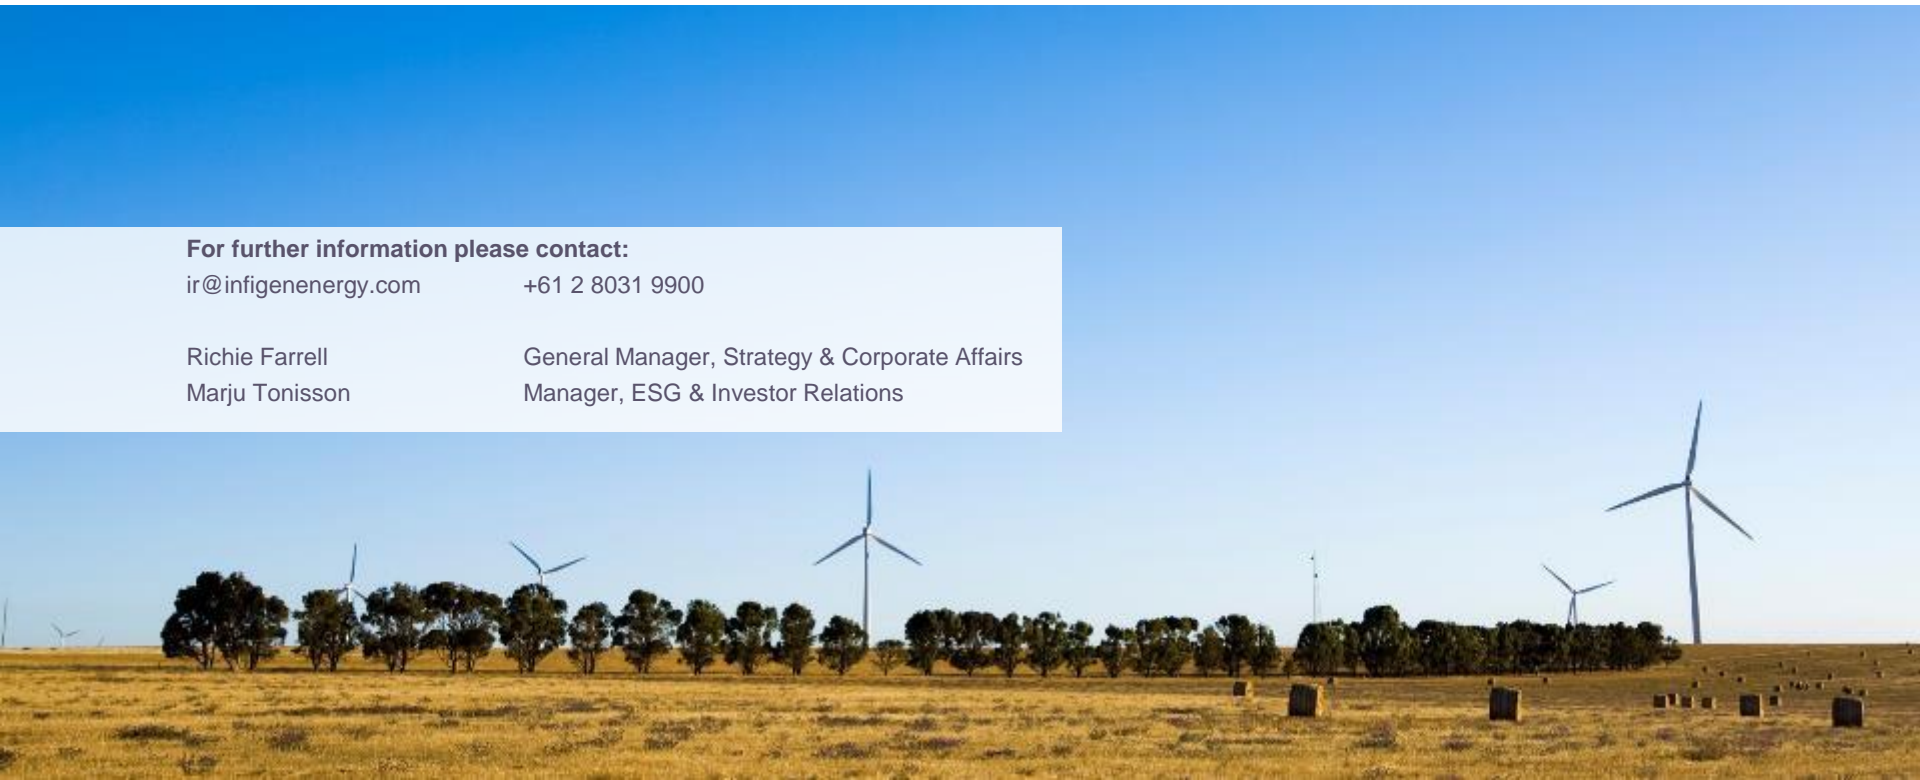 For further information please contact:
ir@infigenenergy.com +61 2 8031 9900
Richie Farrell General Manager, Strategy & Corporate Affairs
Marju Tonisson Manager, ESG & Investor Relations